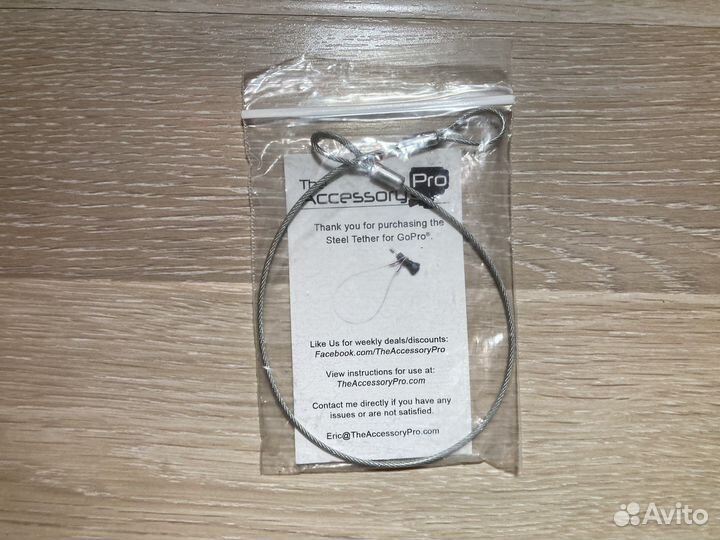 Th
Accessory Pro
Thank you for purchasing the
Steel Tether for GoPro®.
Like Us for weekly deals/discounts:
Facebook.com/TheAccessoryPro
View instructions for use at:
TheAccessoryPro.com
Contact me directly if you have any
issues or are not satisfied.
Eric@TheAccessoryPro.com
Avito